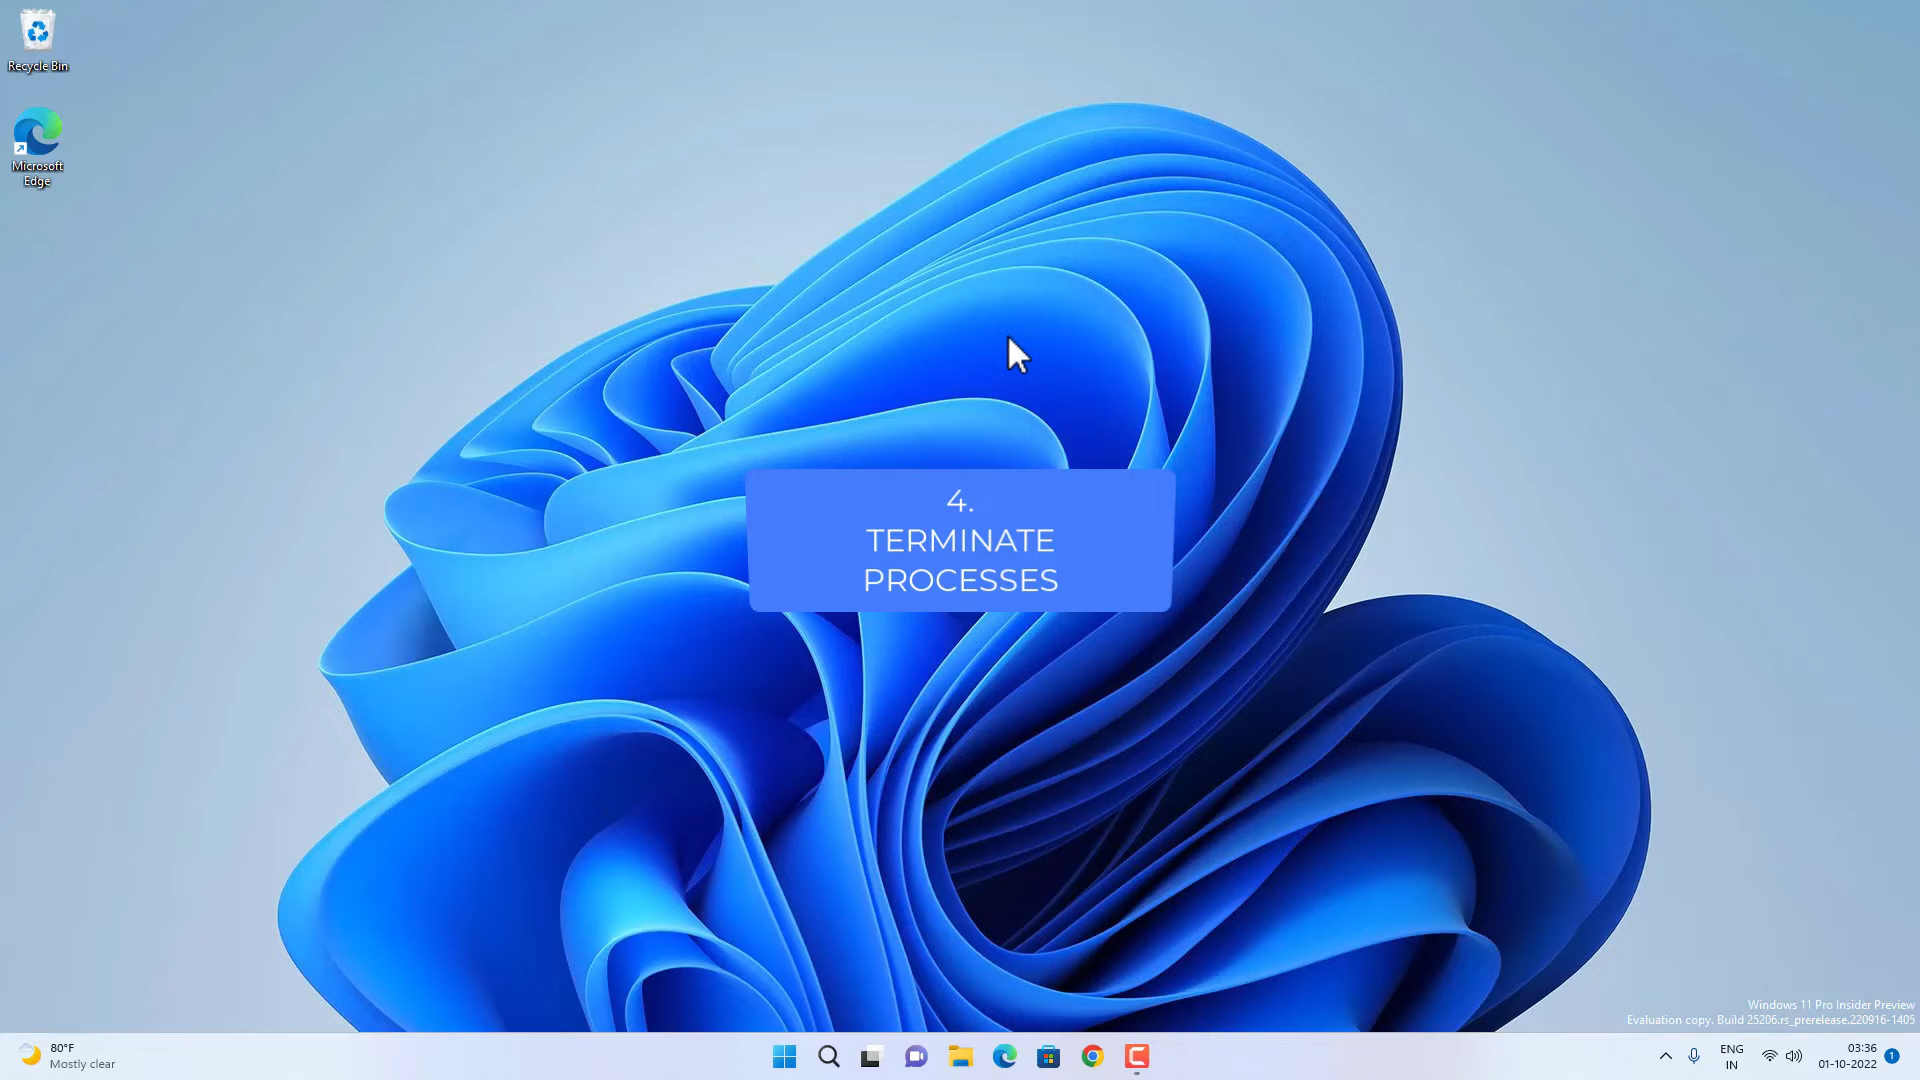 Recycle Bin
Microsoft
Edge
4.
TERMINATE
PROCESSES
Windows 11 Pro Insider Preview
Evaluation copy. Build 25206.rs_prerelease.220916-1405
80°F
Mostly clear
ENG
IN
03:36
01-10-2022
1